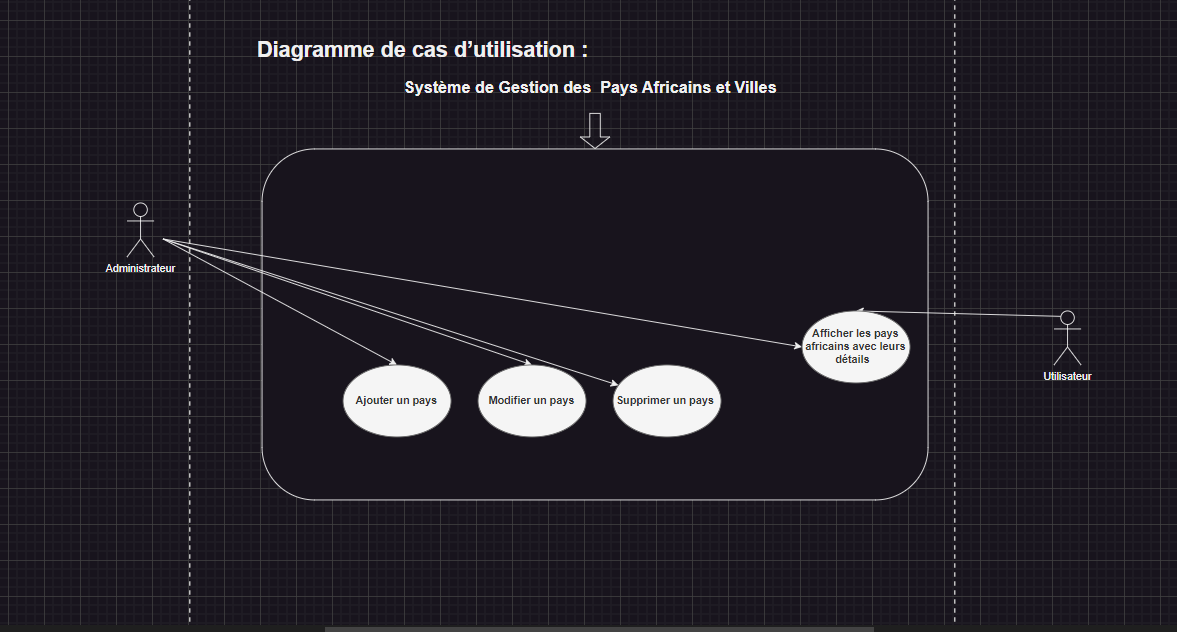 Diagramme de cas d’utilisation :
Système de Gestion des  Pays Africains et Villes
Administrateur
Afficher les pays
africains avec leurs
détails
Utilisateur
Ajouter un pays
Modifier un pays
Supprimer un pays